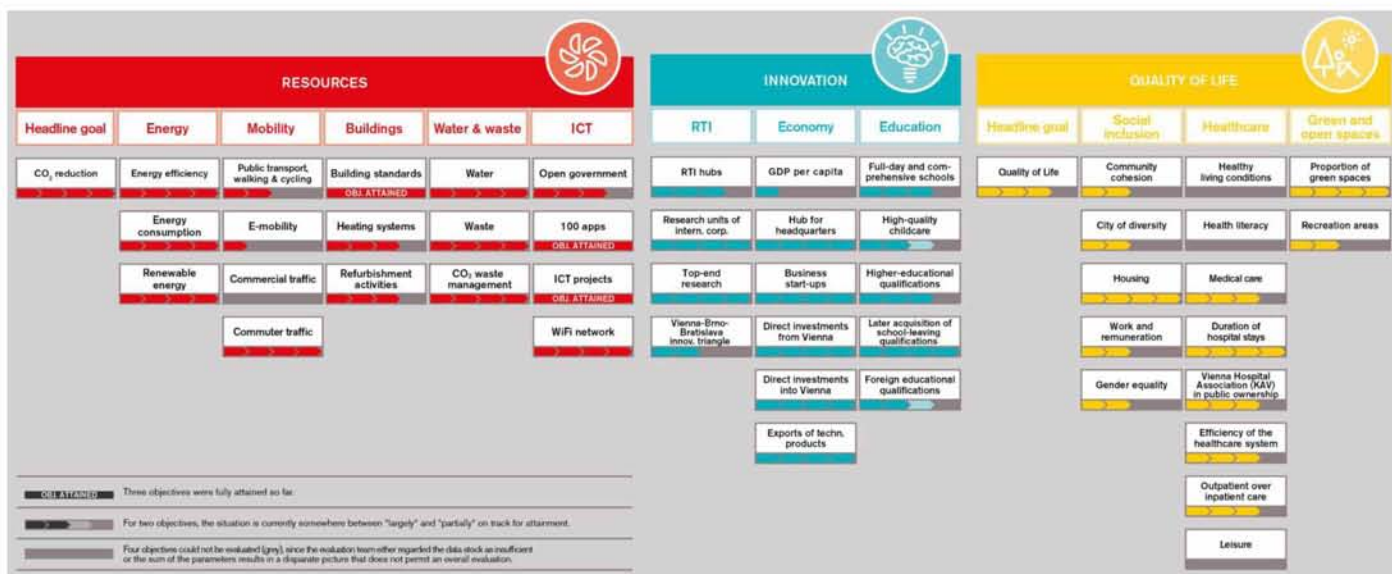 RESOURCES
INNOVATION
QUALITY OF LIFE
Headline goal
Energy
Mobility
Buildings
Water & waste
ICT
RTI
Economy
Education
Headline goal
Social
inclusion
Healthcare
Green and
open spaces
CO₂ reduction
Energy efficiency
Public transport,
walking & cycling
Building standards
OBJ. ATTAINED
Water
Open government
RTI hubs
GDP per capita
Full-day and com-
prehensive schools
Quality of Life
Community
cohesion
Healthy
living conditions
Proportion of
green spaces
Energy
consumption
E-mobility
Heating systems
Waste
100 apps
OBJ. ATTAINED
Research units of
intern. corp.
Hub for
headquarters
High-quality
childcare
City of diversity
Health literacy
Recreation areas
Renewable
energy
Commercial traffic
Refurbishment
activities
CO₂ waste
management
ICT projects
OBJ. ATTAINED
Top-end
research
Business
start-ups
Higher-educational
qualifications
Housing
Medical care
Commuter traffic
WiFi network
Vienna-Brno-
Bratislava
innov. triangle
Direct investments
from Vienna
Later acquisition of
school-leaving
qualifications
Work and
remuneration
Duration of
hospital stays
Direct investments
into Vienna
Foreign educational
qualifications
Gender equality
Vienna Hospital
Association (KAV)
in public ownership
Exports of techn.
products
Efficiency of the
healthcare system
Outpatient over
inpatient care
Leisure
OBJ. ATTAINED
Three objectives were fully attained so far.
For two objectives, the situation is currently somewhere between "largely" and "partially" on track for attainment.
Four objectives could not be evaluated (grey), since the evaluation team either regarded the data stock as insufficient
or the sum of the parameters results in a disparate picture that does not permit an overall evaluation.